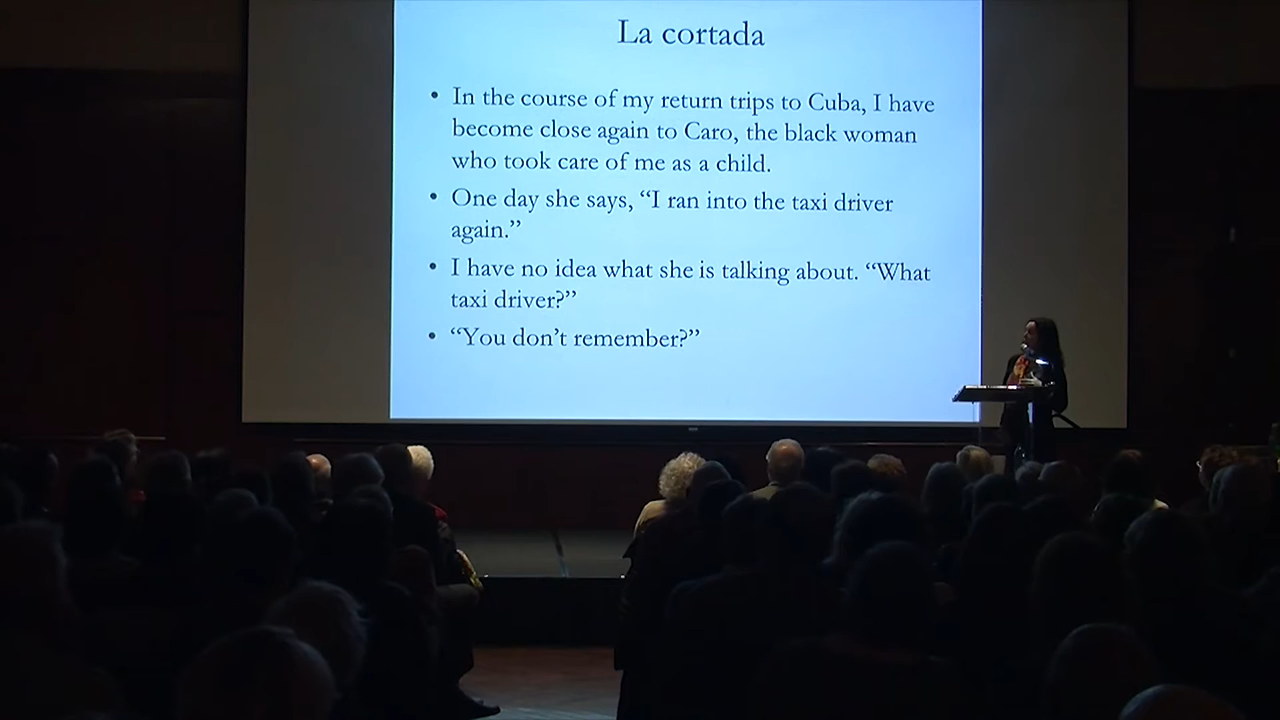 La cortada
• In the course of my return trips to Cuba, I have
become close again to Caro, the black woman
who took care of me as a child.
• One day she says, “I ran into the taxi driver
again.”
• I have no idea what she is talking about. “What
taxi driver?”
• “You don’t remember?”